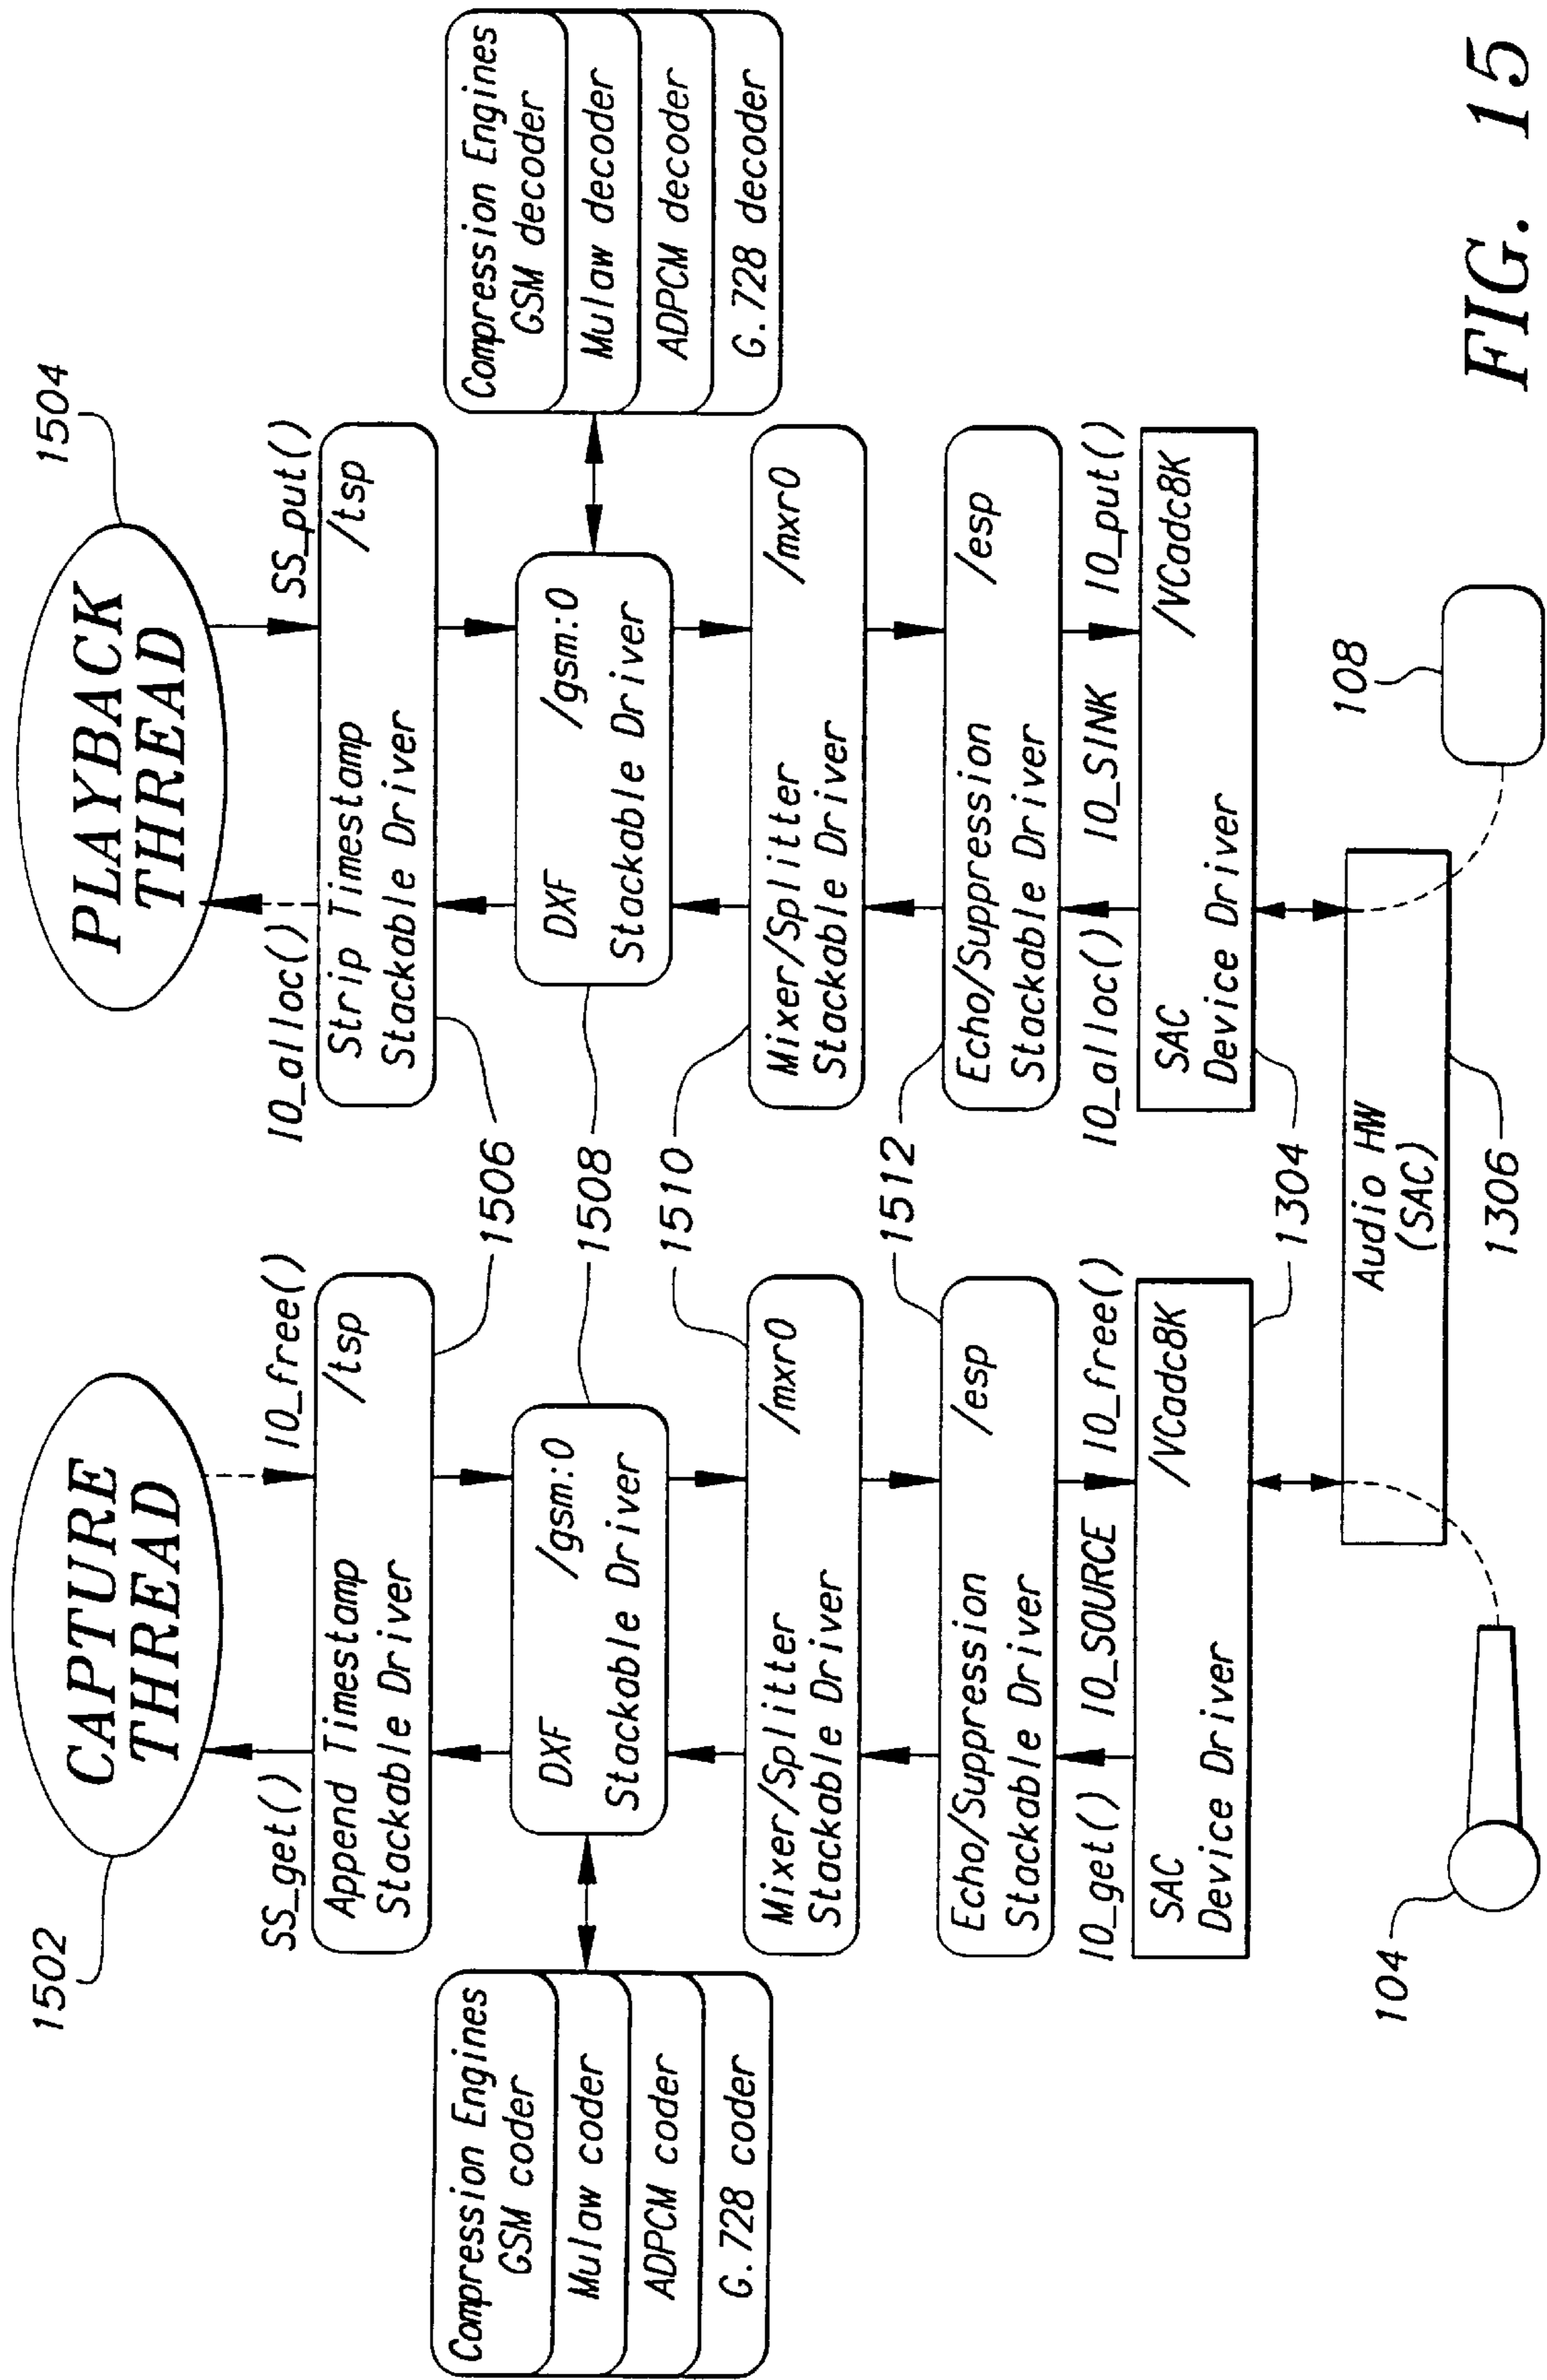 1502
CAPTURE
THREAD
SS_get()
IO_free()
Append Timestamp /tsp
Stackable Driver
1506
Compression Engines
GSM coder
Mulaw coder
ADPCM coder
G.728 coder
DXF /gsm:0
Stackable Driver
1508
Mixer/Splitter /mxr0
Stackable Driver
1510
Echo/Suppression /esp
Stackable Driver
1512
IO_get() IO_SOURCE IO_free()
SAC /VCadc8K
Device Driver
1304
104
1504
PLAYBACK
THREAD
IO_alloc()
SS_put()
Strip Timestamp /tsp
Stackable Driver
DXF /gsm:0
Stackable Driver
Compression Engines
GSM decoder
Mulaw decoder
ADPCM decoder
G.728 decoder
Mixer/Splitter /mxr0
Stackable Driver
Echo/Suppression /esp
Stackable Driver
IO_alloc() IO_SINK IO_put()
SAC /VCadc8K
Device Driver
Audio HW
(SAC)
1306
108
FIG. 15